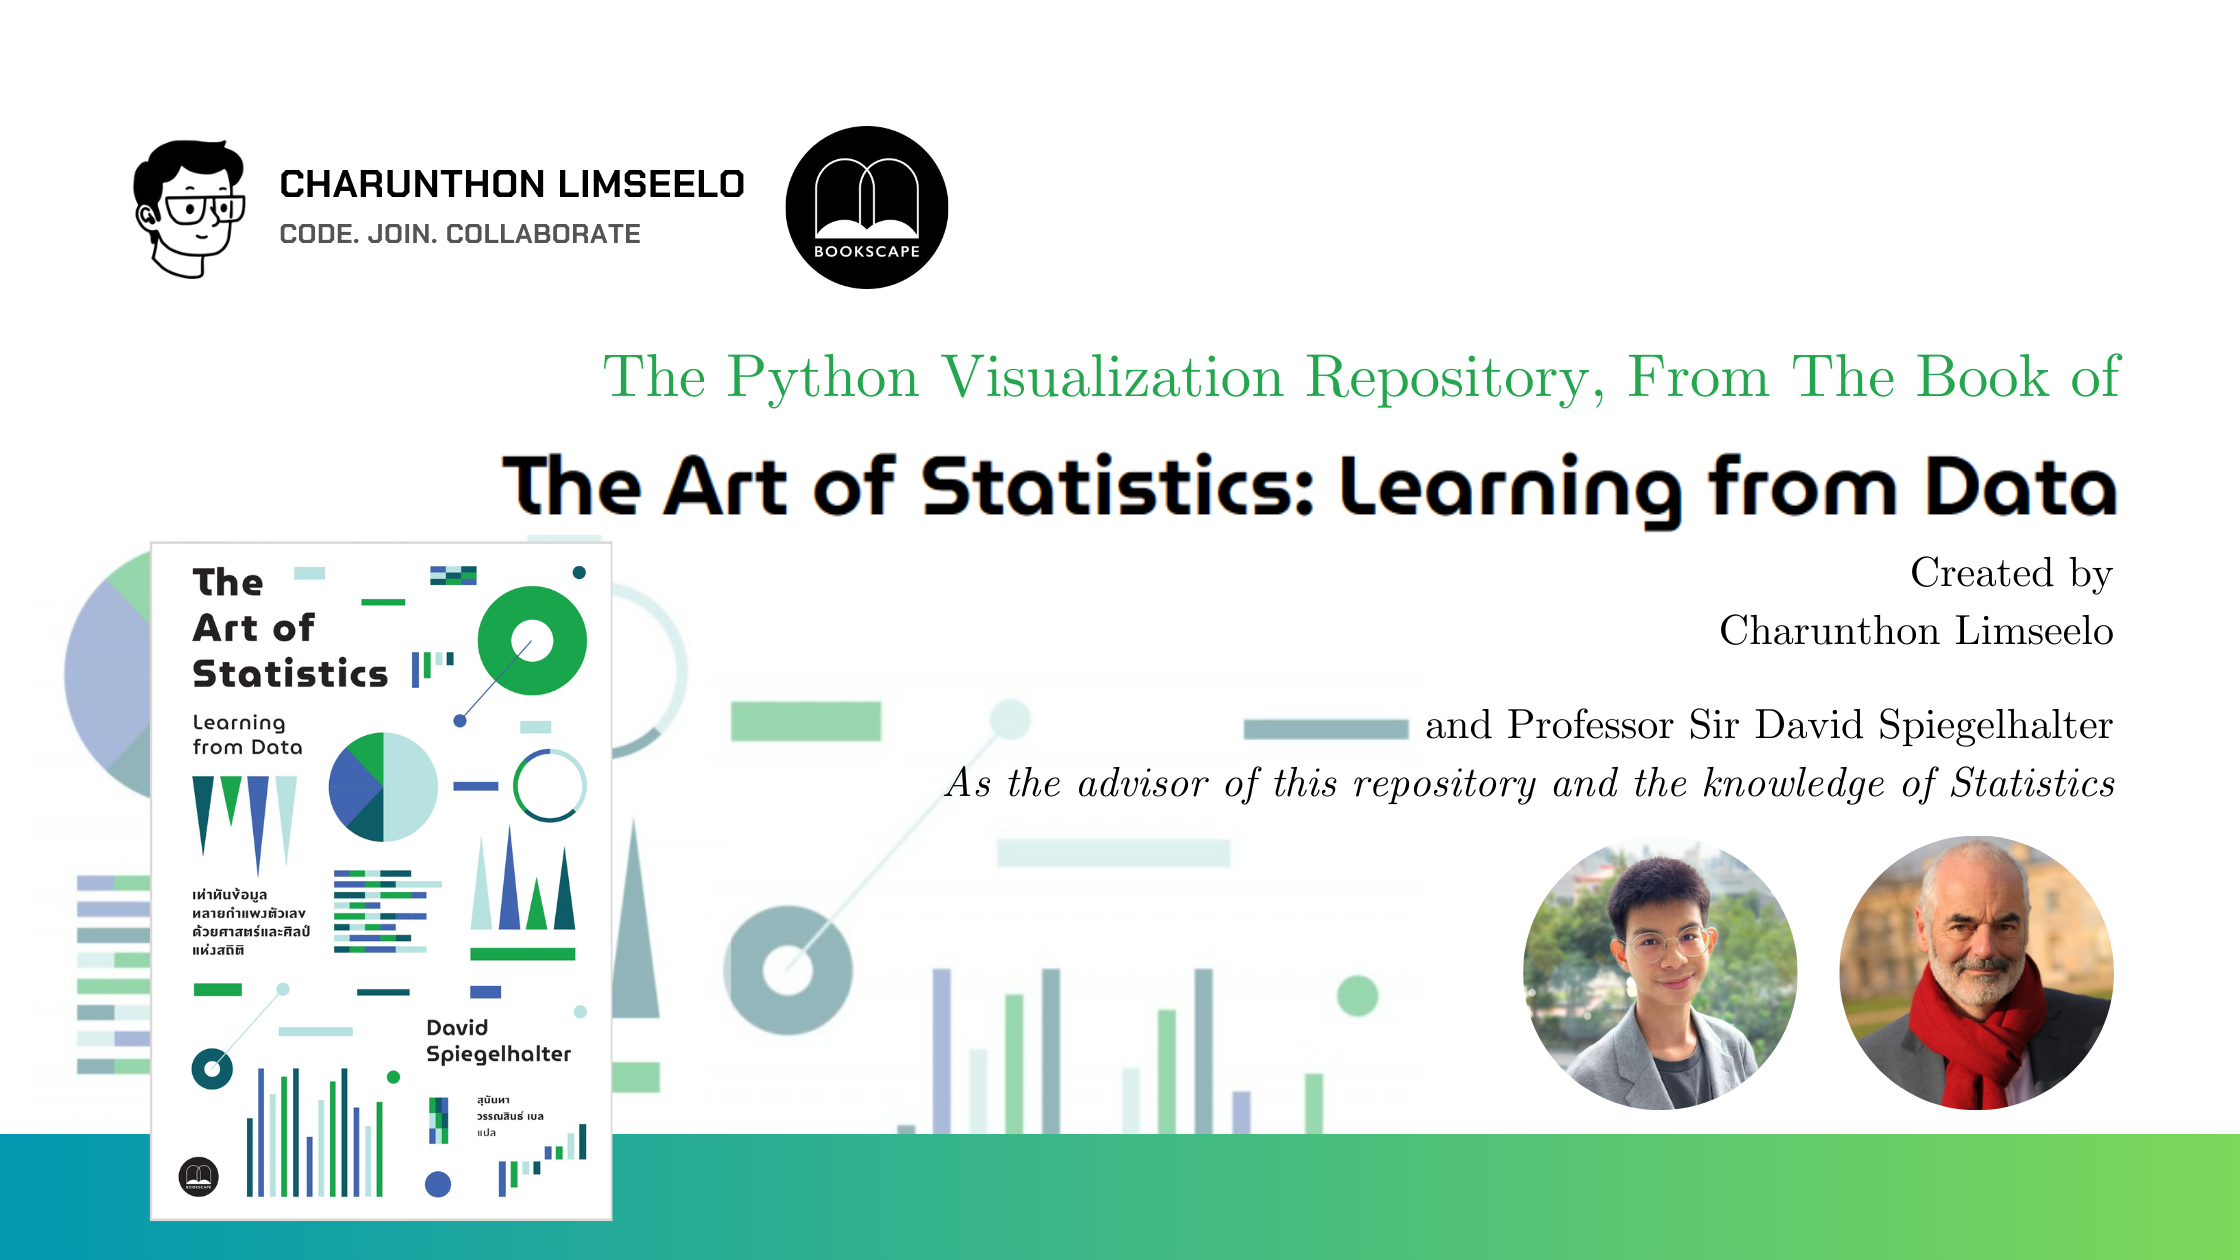 CHARUNTHON LIMSEELO
CODE. JOIN. COLLABORATE
BOOKSCAPE
The Python Visualization Repository, From The Book of
The Art of Statistics: Learning from Data
Created by
Charunthon Limseelo
and Professor Sir David Spiegelhalter
As the advisor of this repository and the knowledge of Statistics
The
Art of
Statistics
Learning
from Data
เท่าทันข้อมูล
ทลายกำแพงตัวเลข
ด้วยศาสตร์และศิลป์
แห่งสถิติ
David
Spiegelhalter
สุนันทา
วรรณสินธ์ เบล
แปล
BOOKSCAPE